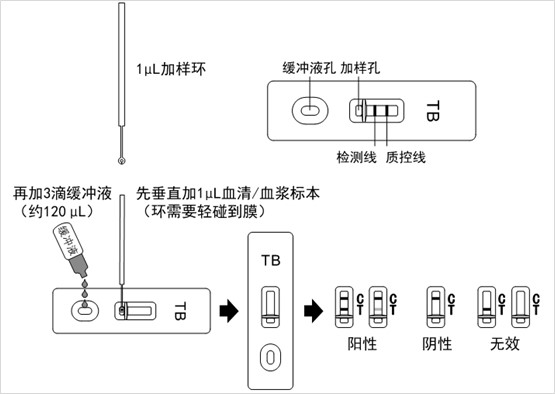 1μL加样环
缓冲液孔 加样孔
TB
检测线 质控线
再加3滴缓冲液
（约120 μL）
先垂直加1μL血清/血浆标本
（环需要轻碰到膜）
缓冲液
TB
TB
C
T
C
T
C
T
C
T
C
T
阳性 阴性 无效